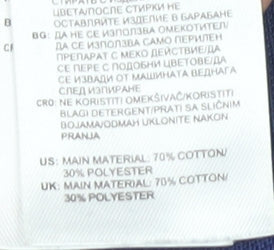 СТИРАТЬ С ИЗДЕ
ЦВЕТА/ПОСЛЕ СТИРКИ НЕ
ОСТАВЛЯЙТЕ ИЗДЕЛИЕ В БАРАБАНЕ
BG: ДА НЕ СЕ ИЗПОЛЗВА ОМЕКОТИТЕЛ/
ДА СЕ ИЗПОЛЗВА САМО ПЕРИЛЕН
ПРЕПАРАТ С МЕКО ДЕЙСТВИЕ/ДА
СЕ ПЕРЕ С ПОДОБНИ ЦВЕТОВЕ/ДА
СЕ ИЗВАДИ ОТ МАШИНАТА ВЕДНАГА
СЛЕД ИЗПИРАНЕ
CRO: NE KORISTITI OMEKŠIVAČ/KORISTITI
BLAGI DETERGENT/PRATI SA SLIČNIM
BOJAMA/ODMAH UKLONITE NAKON
PRANJA
US: MAIN MATERIAL: 70% COTTON/
30% POLYESTER
UK: MAIN MATERIAL: 70% COTTON/
30% POLYESTER